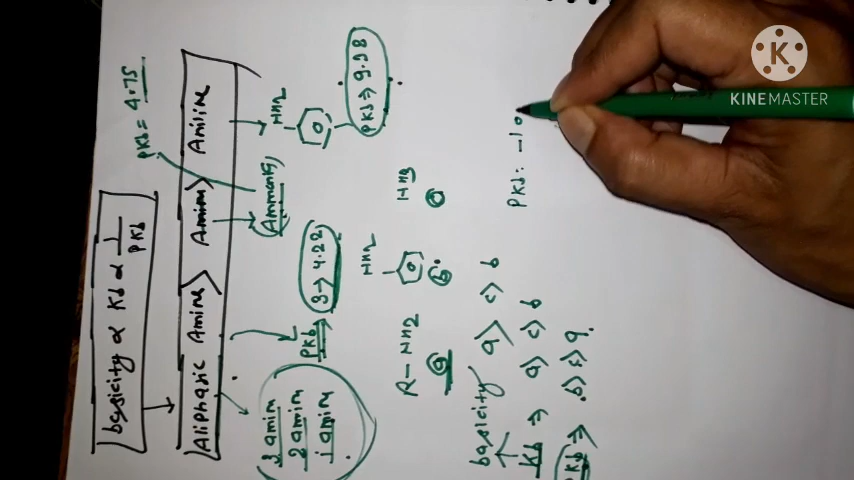 basicity ∝ Kb ∝ 1/PKb
Aliphatic Amine > Amine > Aniline
PKb = 4.75
3 amine
2 amine
1 amine
PKb ⇒ 3 → 4.22
(Ammonia)
NH2
PKb ⇒ 9.38
R-NH2
a
NH2
b
NH3
c
basicity a > c > b
Kb ⇒ a > c > b
PKb ⇒ b > c > a
PKb: -10
K
KINEMASTER